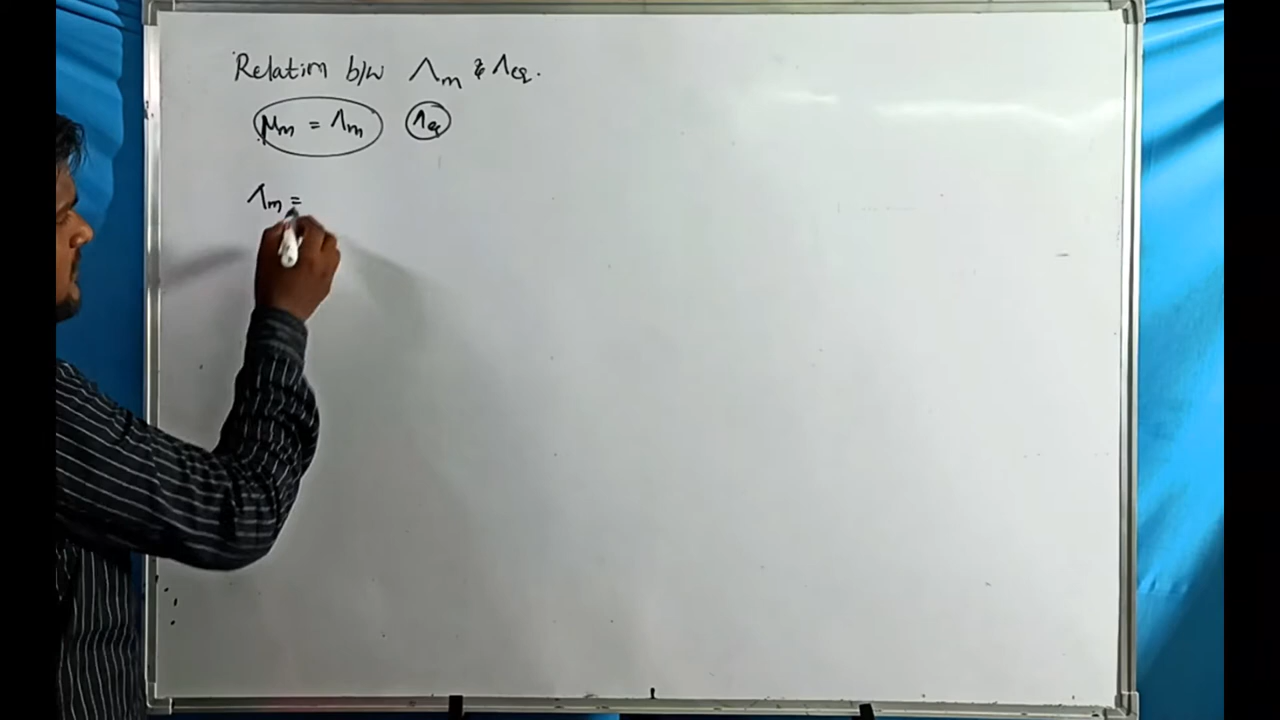 Relation b/w Λm & Λeq.
μm = Λm Λeq
Λm =